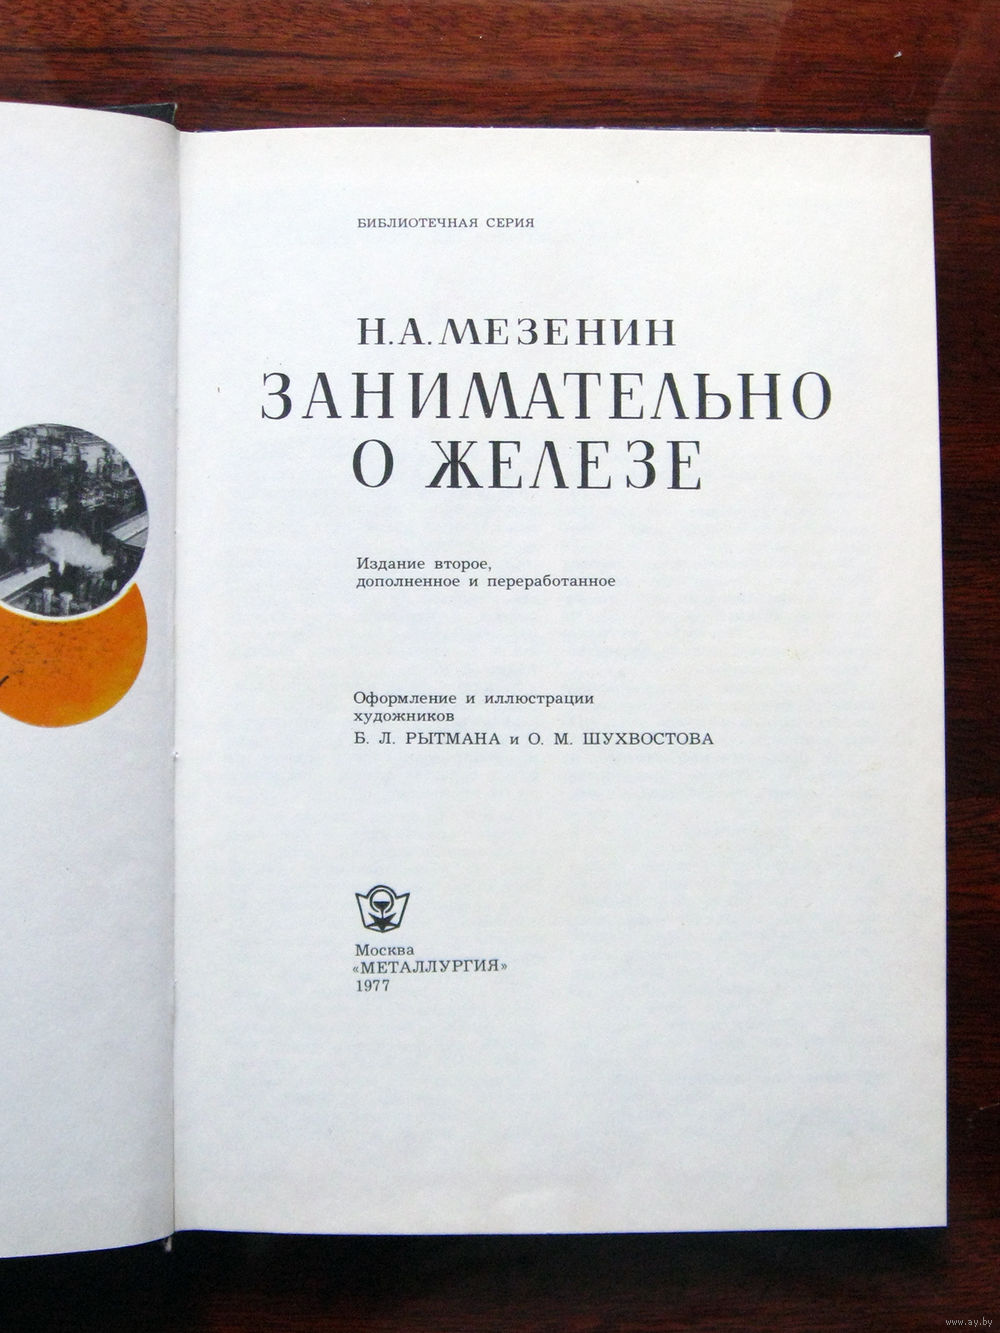 БИБЛИОТЕЧНАЯ СЕРИЯ
Н.А.МЕЗЕНИН
ЗАНИМАТЕЛЬНО
О ЖЕЛЕЗЕ
Издание второе,
дополненное и переработанное
Оформление и иллюстрации
художников
Б. Л. РЫТМАНА и О. М. ШУХВОСТОВА
Москва
«МЕТАЛЛУРГИЯ»
1977
www.ay.by